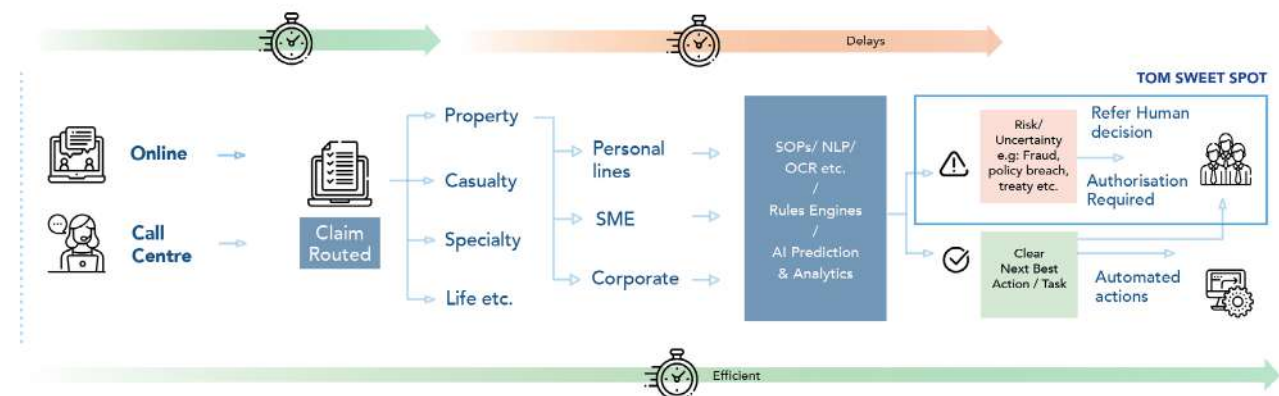 Delays
TOM SWEET SPOT
Online
Call
Centre
Claim
Routed
Property
Casualty
Specialty
Life etc.
Personal
lines
SME
Corporate
SOPs/ NLP/
OCR etc.
/
Rules Engines
/
AI Prediction
& Analytics
Risk/
Uncertainty
e.g: Fraud,
policy breach,
treaty etc.
Refer Human
decision
Authorisation
Required
Clear
Next Best
Action / Task
Automated
actions
Efficient